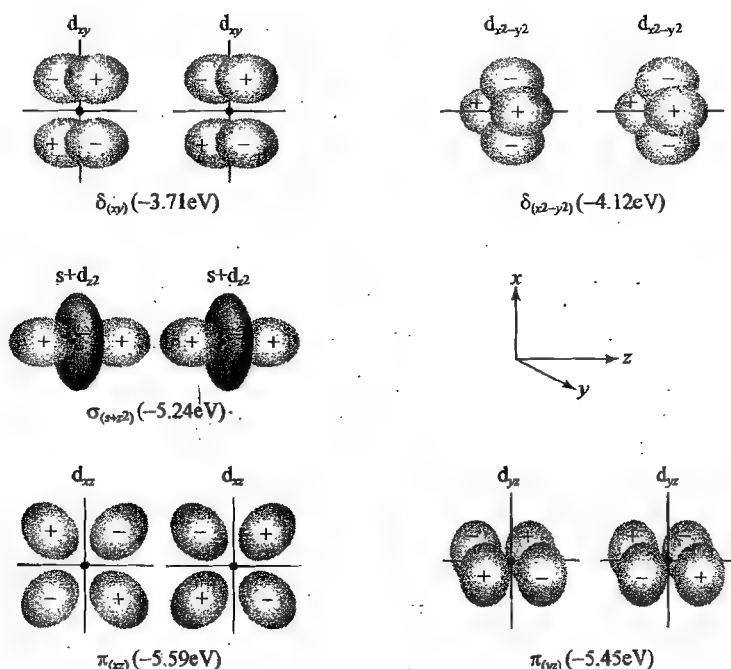 d_xy d_xy
− + − +
+ − + −
δ_(xy) (−3.71eV)
d_x2−y2 d_x2−y2
− −
+ + + +
− −
δ_(x2−y2) (−4.12eV)
s+d_z2 s+d_z2
+ + + +
σ_(s+z2) (−5.24eV)
x
z
y
d_xz d_xz
+ − − +
− + + −
π_(xz) (−5.59eV)
d_yz d_yz
− + + −
+ − − +
π_(yz) (−5.45eV)